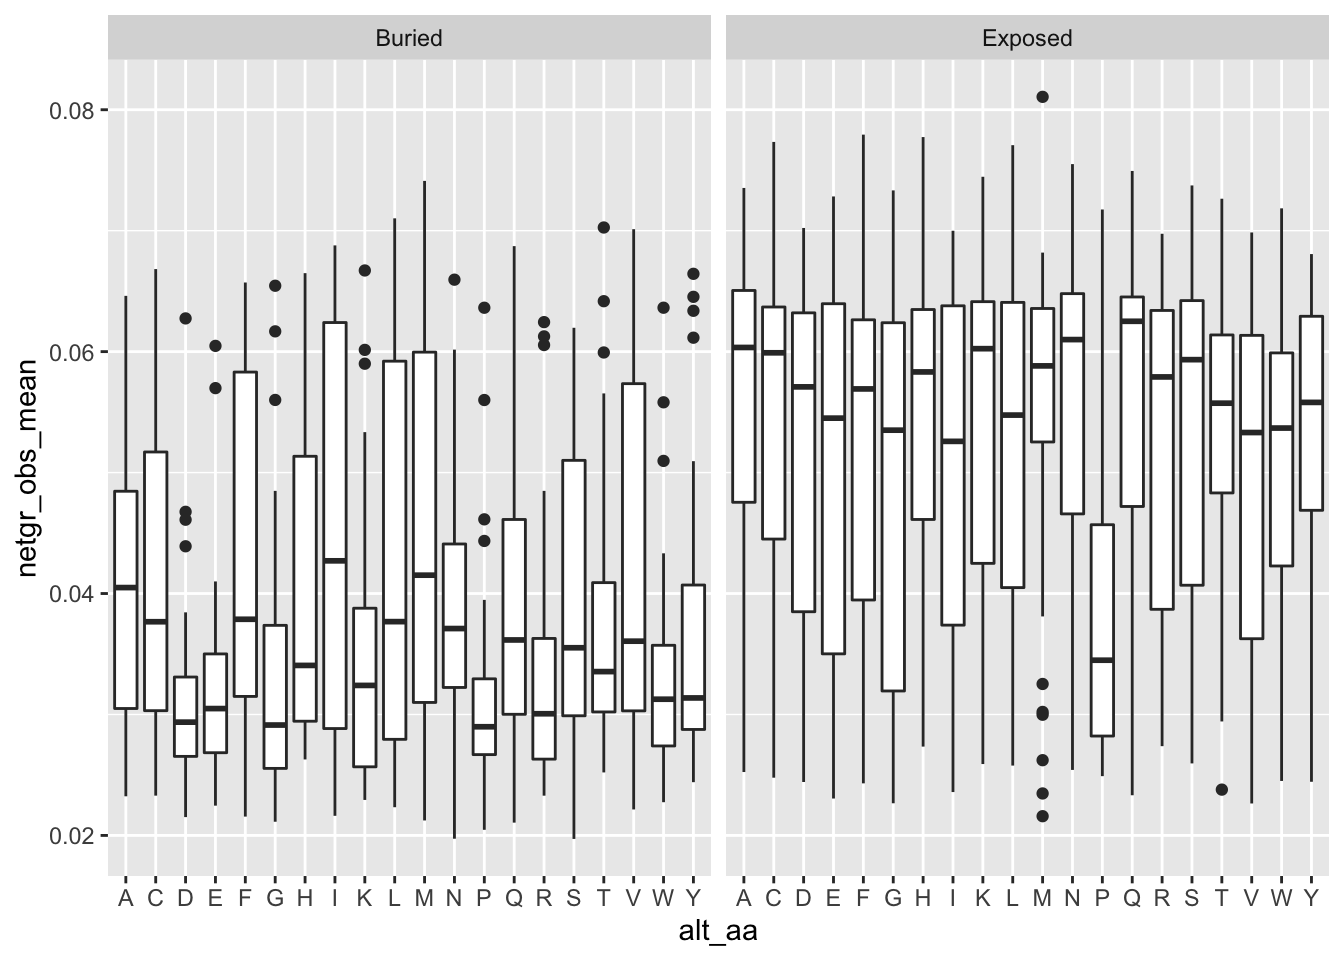 Buried Exposed
0.08
0.06
0.04
0.02
netgr_obs_mean
A C D E F G H I K L M N P Q R S T V W Y A C D E F G H I K L M N P Q R S T V W Y
alt_aa